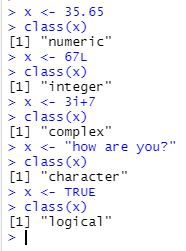 > x <- 35.65
> class(x)
[1] "numeric"
> x <- 67L
> class(x)
[1] "integer"
> x <- 3i+7
> class(x)
[1] "complex"
> x <- "how are you?"
> class(x)
[1] "character"
> x <- TRUE
> class(x)
[1] "logical"
>